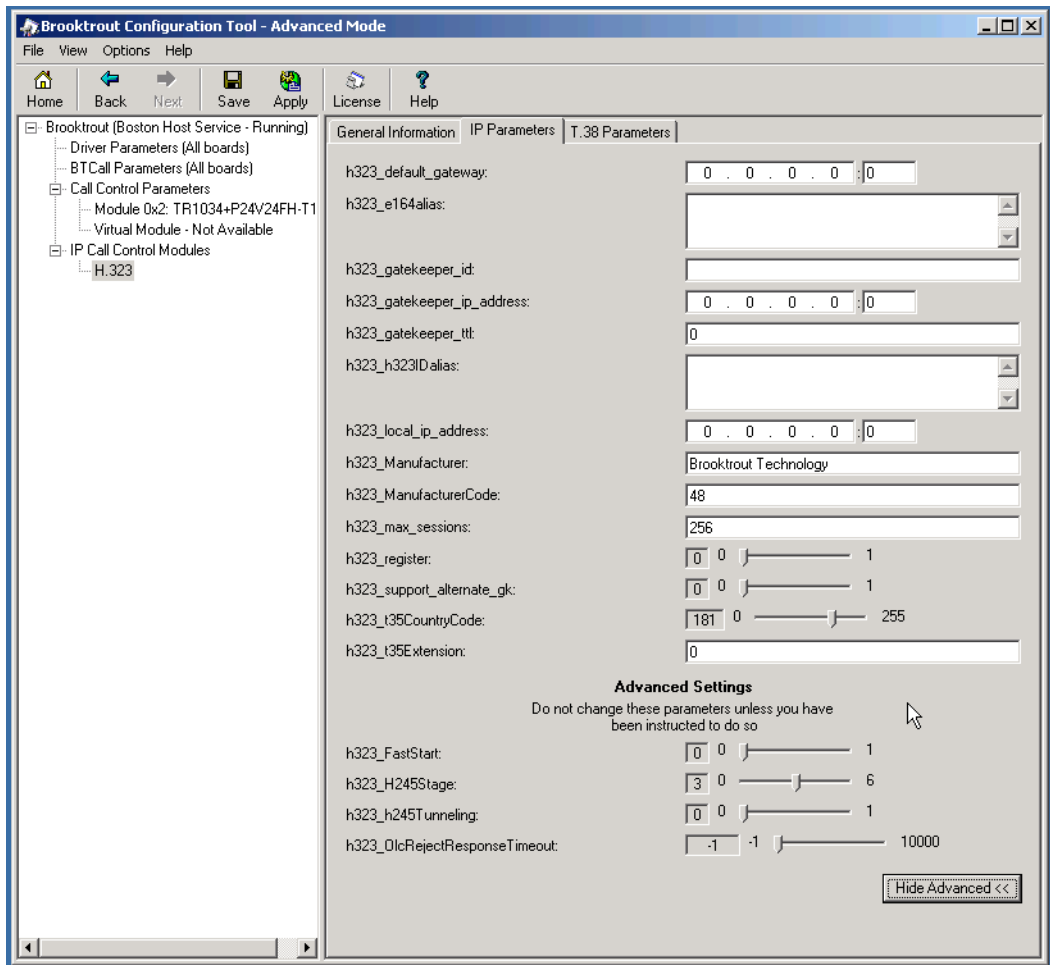 Brooktrout Configuration Tool - Advanced Mode
File View Options Help
Home Back Next Save Apply License Help
Brooktrout (Boston Host Service - Running)
Driver Parameters (All boards)
BTCall Parameters (All boards)
Call Control Parameters
Module 0x2: TR1034+P24V24FH-T1
Virtual Module - Not Available
IP Call Control Modules
H.323
General Information IP Parameters T.38 Parameters
h323_default_gateway: 0 . 0 . 0 . 0 :0
h323_e164alias:
h323_gatekeeper_id:
h323_gatekeeper_ip_address: 0 . 0 . 0 . 0 :0
h323_gatekeeper_ttl: 0
h323_h323IDalias:
h323_local_ip_address: 0 . 0 . 0 . 0 :0
h323_Manufacturer: Brooktrout Technology
h323_ManufacturerCode: 48
h323_max_sessions: 256
h323_register: 0 0 1
h323_support_alternate_gk: 0 0 1
h323_t35CountryCode: 181 0 255
h323_t35Extension: 0
Advanced Settings
Do not change these parameters unless you have
been instructed to do so
h323_FastStart: 0 0 1
h323_H245Stage: 3 0 6
h323_h245Tunneling: 0 0 1
h323_OlcRejectResponseTimeout: -1 -1 10000
Hide Advanced <<